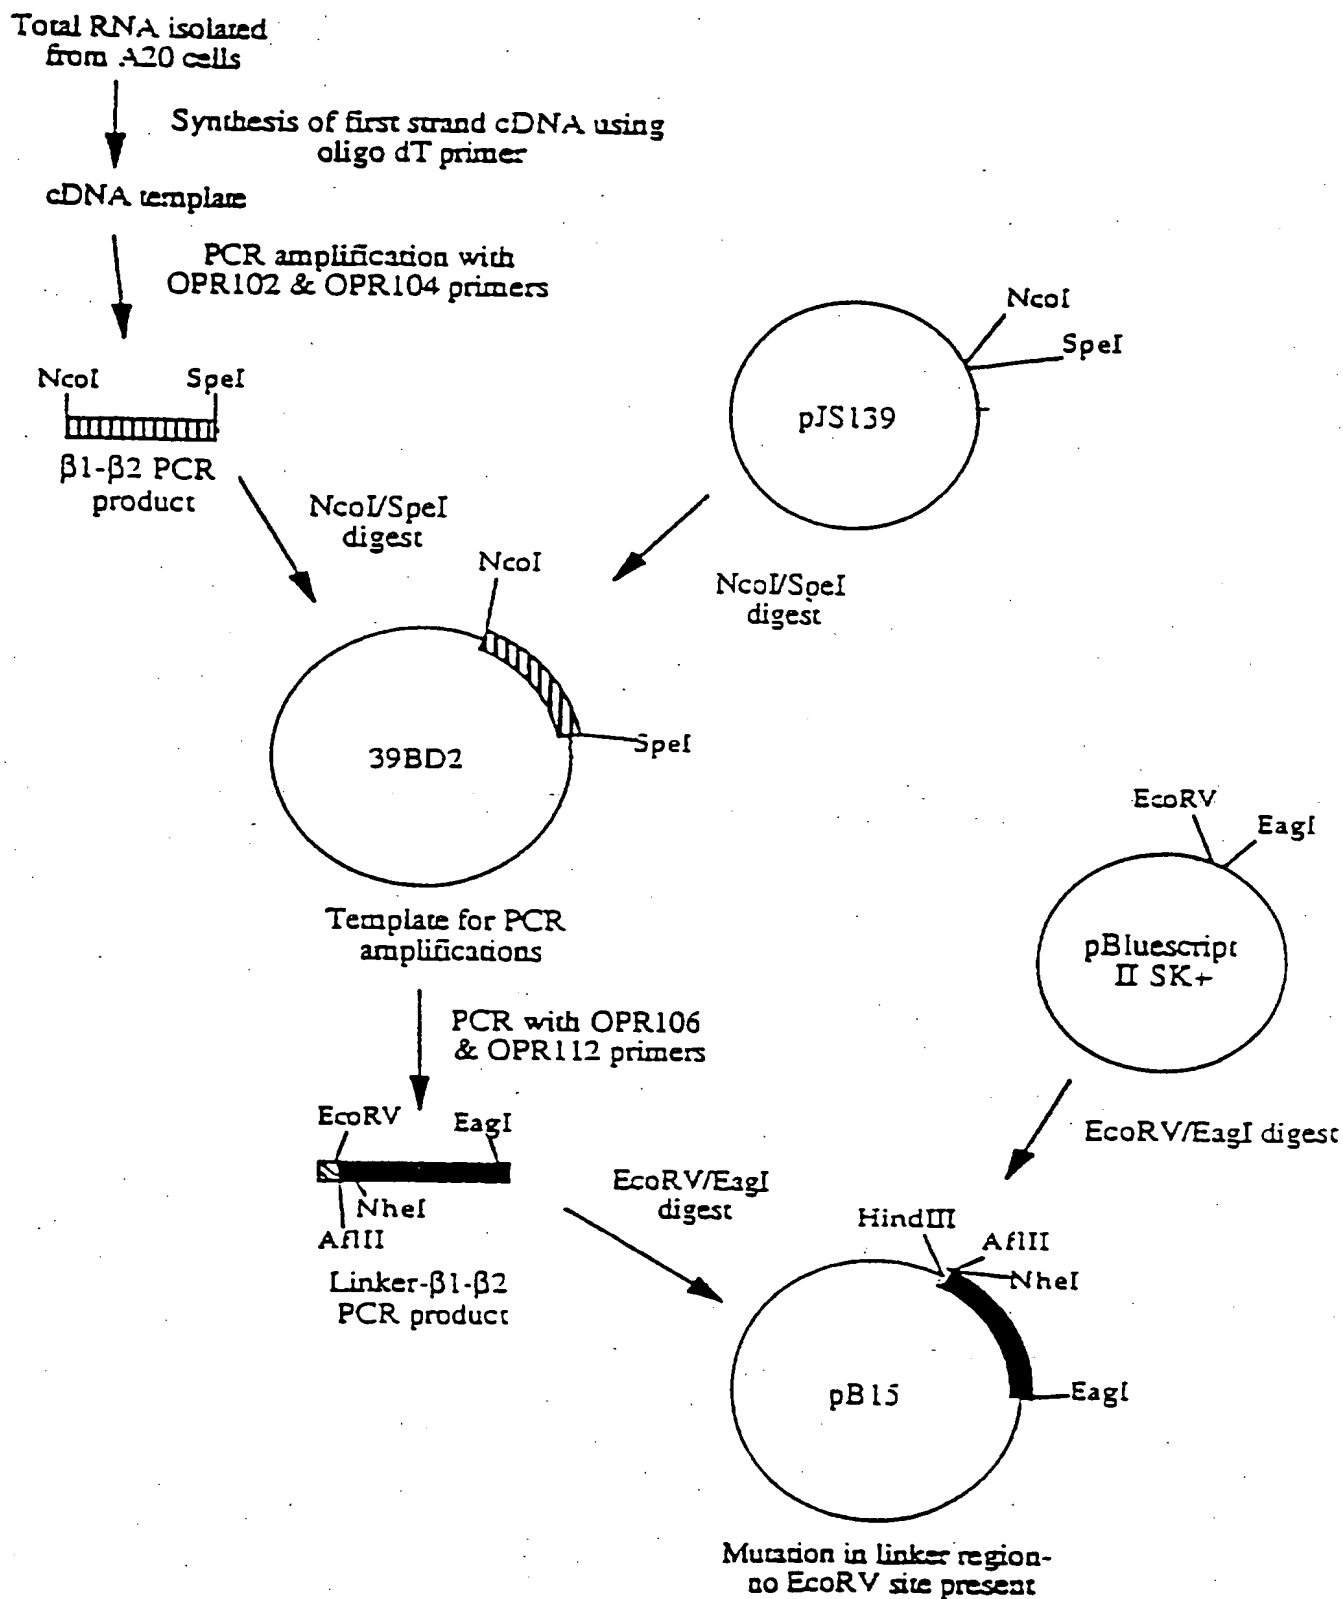 Total RNA isolated
from A20 cells
Synthesis of first strand cDNA using
oligo dT primer
cDNA template
PCR amplification with
OPR102 & OPR104 primers
NcoI
SpeI
β1-β2 PCR
product
NcoI
SpeI
pJS139
NcoI/SpeI
digest
NcoI/SpeI
digest
NcoI
SpeI
39BD2
Template for PCR
amplifications
EcoRV
EagI
pBluescript
II SK+
PCR with OPR106
& OPR112 primers
EcoRV/EagI digest
EcoRV
EagI
NheI
AflII
Linker-β1-β2
PCR product
EcoRV/EagI
digest
HindIII
AflII
NheI
EagI
pB15
Mutation in linker region-
no EcoRV site present